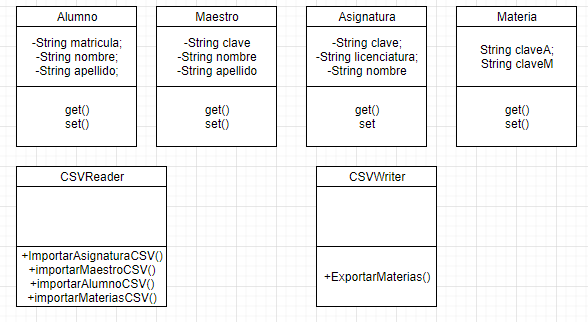 Alumno
-String matricula;
-String nombre;
-String apellido;
get()
set()
Maestro
-String clave
-String nombre
-String apellido
get()
set()
Asignatura
-String clave;
-String licenciatura;
-String nombre
get()
set
Materia
String claveA;
String claveM
get()
set()
CSVReader
+ImportarAsignaturaCSV()
+importarMaestroCSV()
+importarAlumnoCSV()
+importarMateriasCSV()
CSVWriter
+ExportarMaterias()